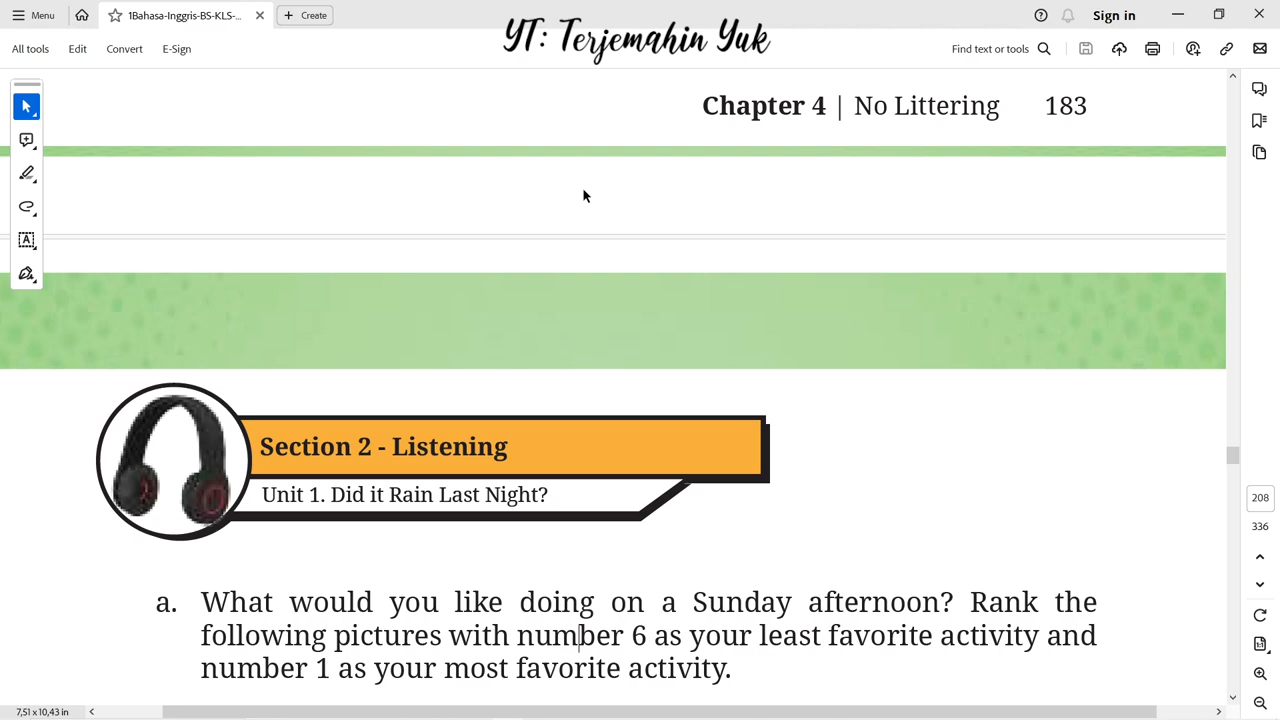 Menu
1Bahasa-Inggris-BS-KLS-...
Create
YT: Terjemahin Yuk
Sign in
All tools Edit Convert E-Sign
Find text or tools
Chapter 4 | No Littering 183
Section 2 - Listening
Unit 1. Did it Rain Last Night?
a. What would you like doing on a Sunday afternoon? Rank the
following pictures with number 6 as your least favorite activity and
number 1 as your most favorite activity.
208
336
7,51 x 10,43 in